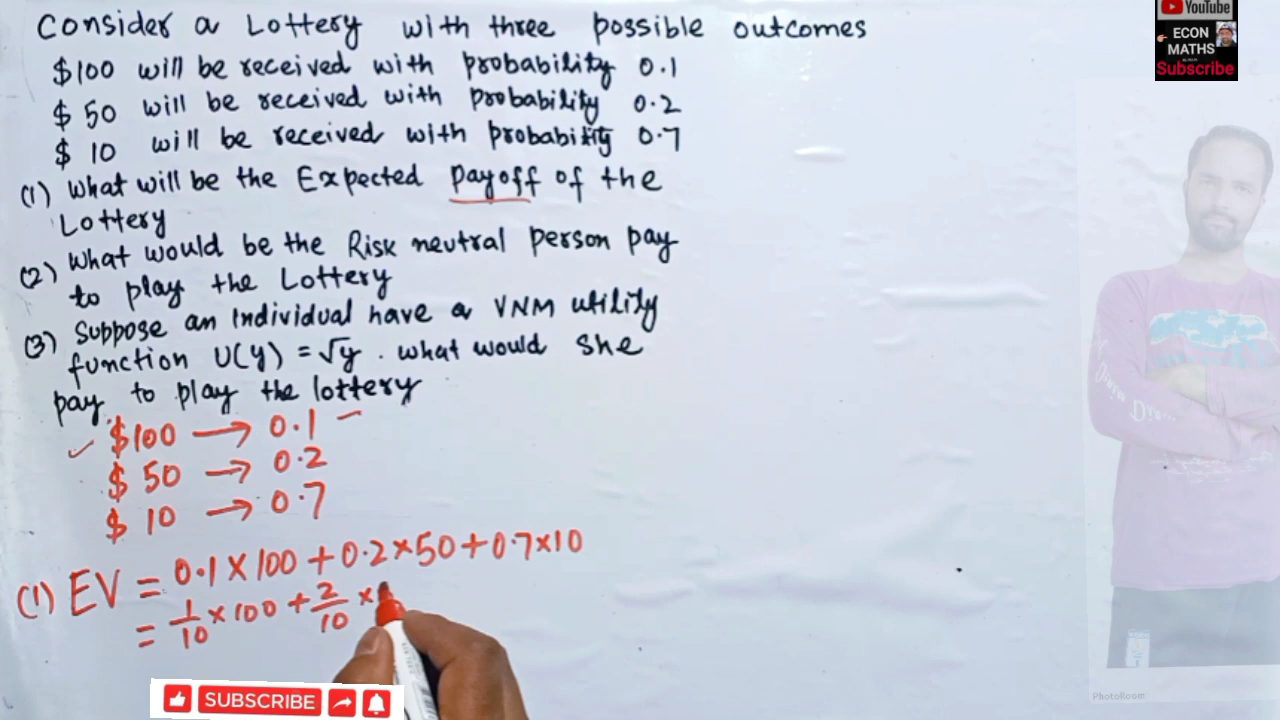 Consider a Lottery with three possible outcomes
$100 will be received with probability 0.1
$ 50 will be received with probability 0.2
$ 10 will be received with probability 0.7
(1) What will be the Expected payoff of the
Lottery
(2) What would be the Risk neutral person pay
to play the Lottery
(3) Suppose an individual have a VNM utility
function U(y) = √y . what would she
pay to play the lottery
$100 → 0.1
$ 50 → 0.2
$ 10 → 0.7
(1) EV = 0.1 × 100 + 0.2 × 50 + 0.7 × 10
= 1/10 × 100 + 2/10 ×
YouTube
ECON
MATHS
Subscribe
SUBSCRIBE
PhotoRoom